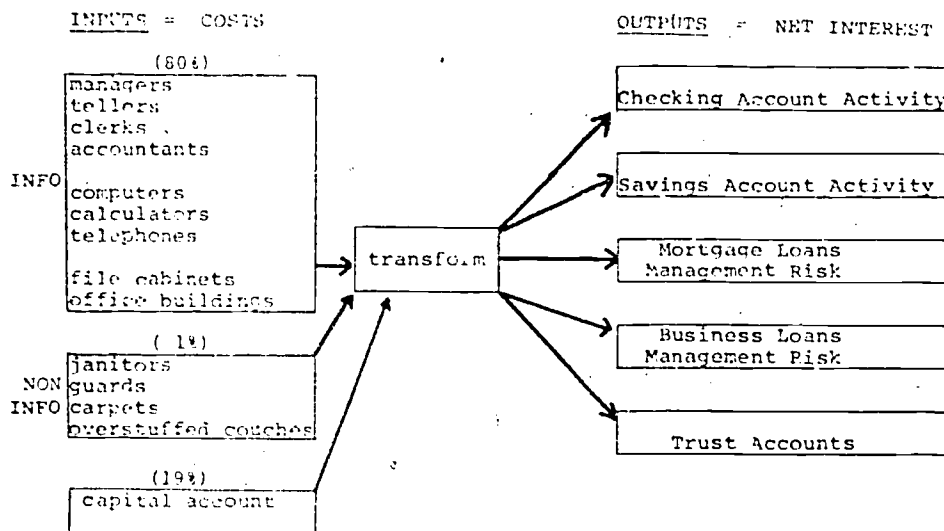 INPUTS = COSTS
(80%)
managers
tellers
clerks
accountants
INFO
computers
calculators
telephones
file cabinets
office buildings
( 1%)
janitors
NON guards
INFO carpets
overstuffed couches
(19%)
capital account
transform
OUTPUTS = NET INTEREST
Checking Account Activity
Savings Account Activity
Mortgage Loans
Management Risk
Business Loans
Management Risk
Trust Accounts